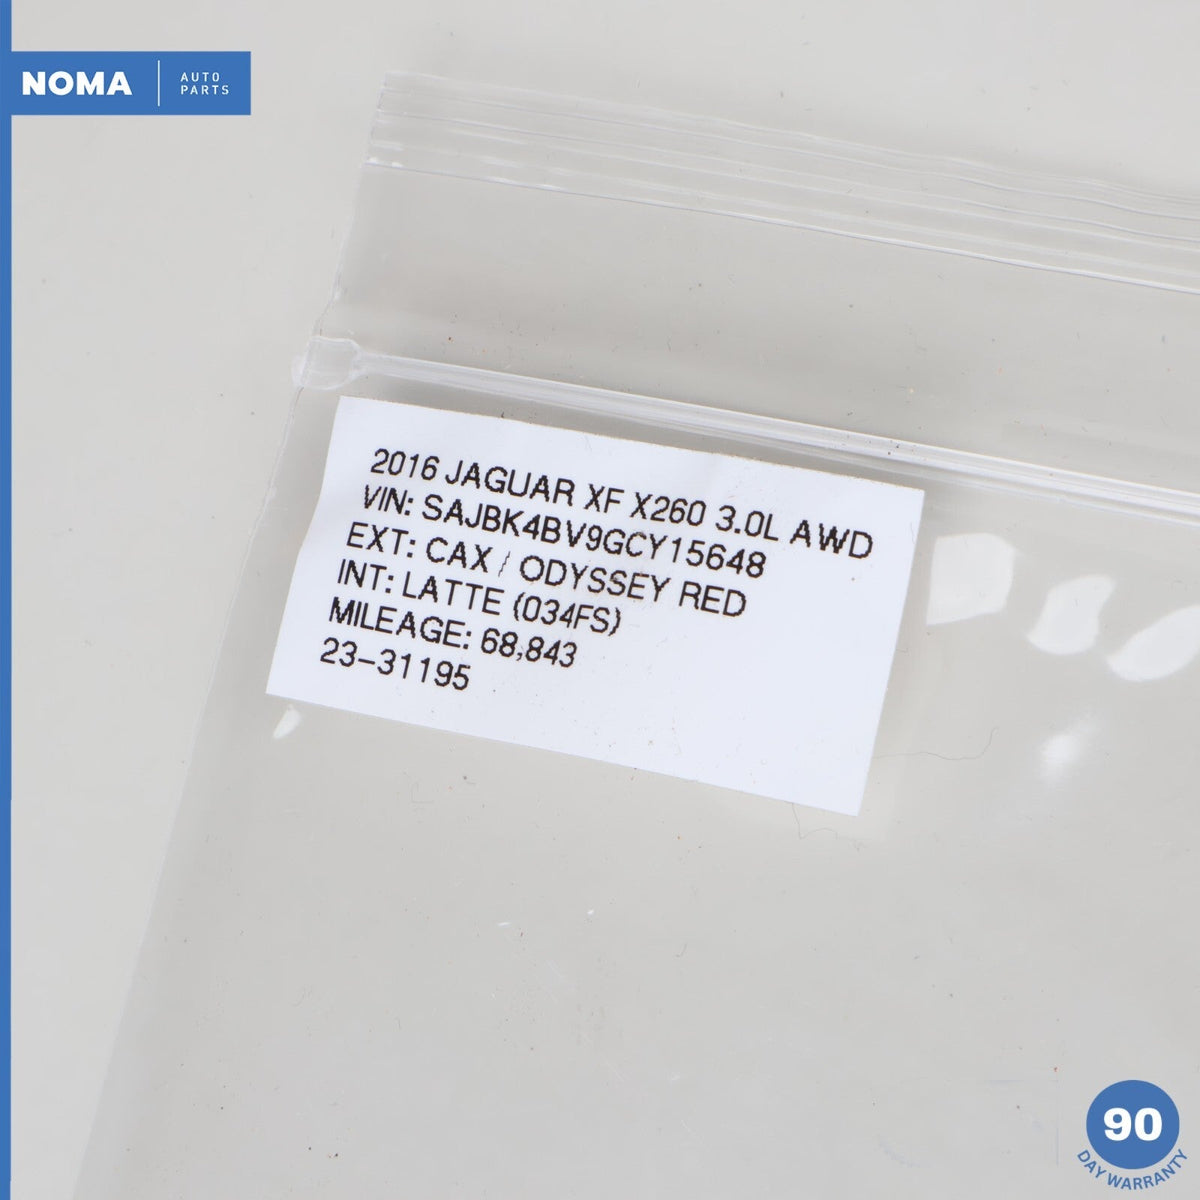 NOMA
AUTO
PARTS
2016 JAGUAR XF X260 3.0L AWD
VIN: SAJBK4BV9GCY15648
EXT: CAX / ODYSSEY RED
INT: LATTE (034FS)
MILEAGE: 68,843
23-31195
90
DAY WARRANTY